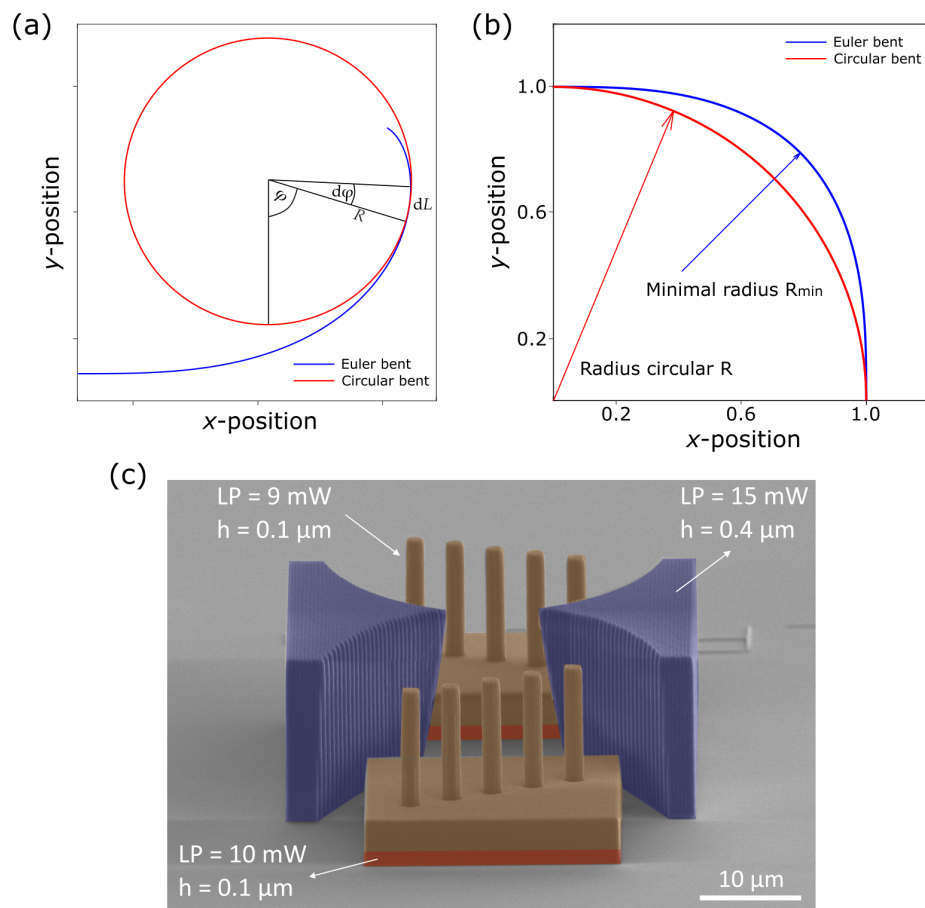 (a)
y-position
φ
dφ
R
dL
Euler bent
Circular bent
x-position
(b)
Euler bent
Circular bent
y-position
1.0
0.6
0.2
Minimal radius Rmin
Radius circular R
0.2
0.6
1.0
x-position
(c)
LP = 9 mW
h = 0.1 μm
LP = 15 mW
h = 0.4 μm
LP = 10 mW
h = 0.1 μm
10 μm